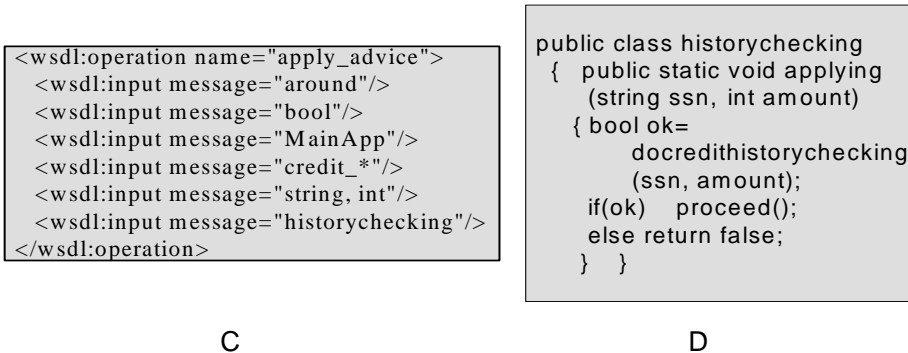 <wsdl:operation name="apply_advice">
<wsdl:input message="around"/>
<wsdl:input message="bool"/>
<wsdl:input message="MainApp"/>
<wsdl:input message="credit_*"/>
<wsdl:input message="string, int"/>
<wsdl:input message="historychecking"/>
</wsdl:operation>
C
public class historychecking
{ public static void applying
(string ssn, int amount)
{ bool ok=
docredithistorychecking
(ssn, amount);
if(ok) proceed();
else return false;
} }
D